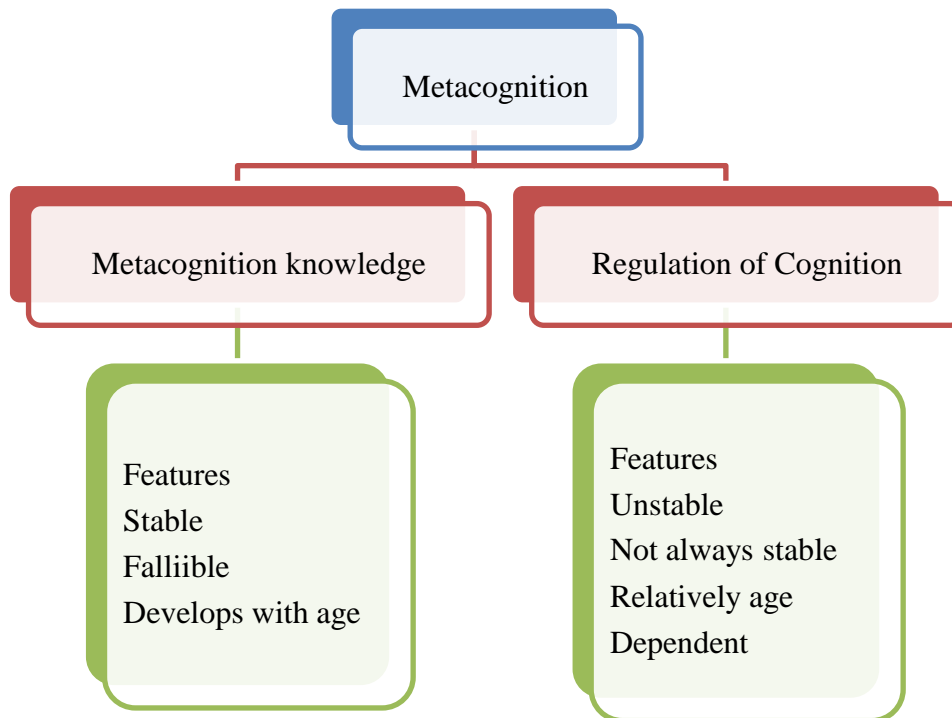 Metacognition
Metacognition knowledge
Regulation of Cognition
Features
Stable
Falliible
Develops with age
Features
Unstable
Not always stable
Relatively age
Dependent